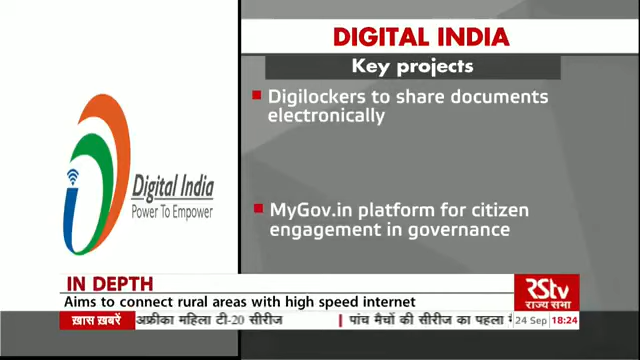 DIGITAL INDIA
Key projects
Digilockers to share documents
electronically
Digital India
Power To Empower
MyGov.in platform for citizen
engagement in governance
IN DEPTH
Aims to connect rural areas with high speed internet
RStv
राज्य सभा
ख़ास ख़बरें
अफ्रीका महिला टी-20 सीरीज
पांच मैचों की सीरीज का पहला
24 Sep 18:24